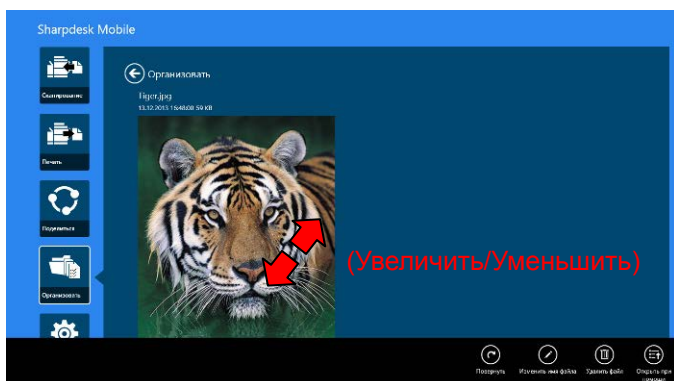 Sharpdesk Mobile
Сканирование
Печать
Поделиться
Организовать
Организовать
Tiger.jpg
13.12.2013 16:48:08 59 KB
(Увеличить/Уменьшить)
Повернуть
Изменить имя файла
Удалить файл
Открыть при
помощи